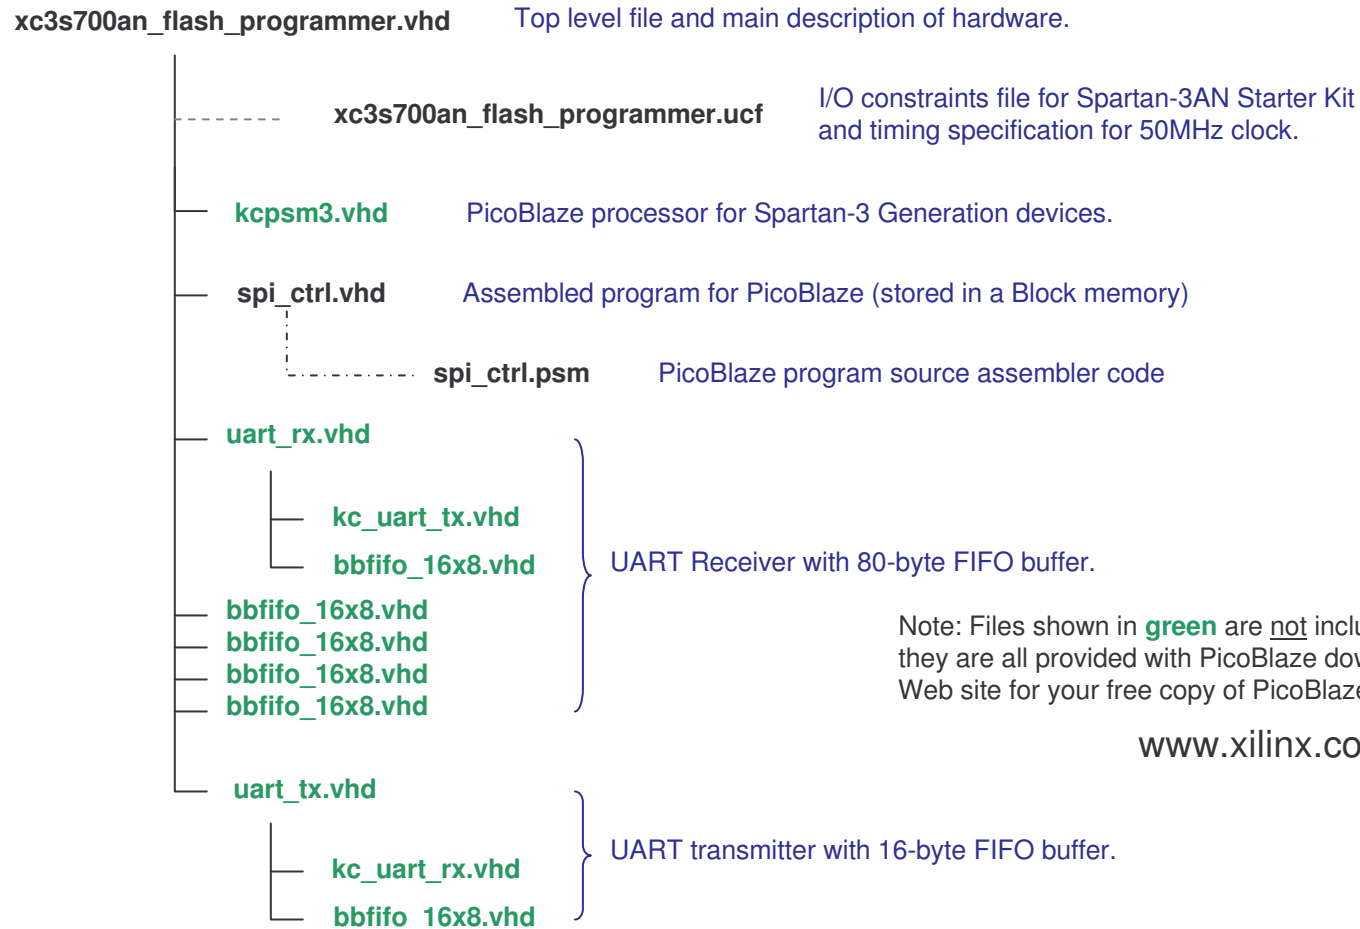 xc3s700an_flash_programmer.vhd Top level file and main description of hardware.
xc3s700an_flash_programmer.ucf I/O constraints file for Spartan-3AN Starter Kit
and timing specification for 50MHz clock.
kcpsm3.vhd PicoBlaze processor for Spartan-3 Generation devices.
spi_ctrl.vhd Assembled program for PicoBlaze (stored in a Block memory)
spi_ctrl.psm PicoBlaze program source assembler code
uart_rx.vhd
kc_uart_tx.vhd
bbfifo_16x8.vhd
UART Receiver with 80-byte FIFO buffer.
bbfifo_16x8.vhd
bbfifo_16x8.vhd
bbfifo_16x8.vhd
bbfifo_16x8.vhd
Note: Files shown in green are not inclu
they are all provided with PicoBlaze dow
Web site for your free copy of PicoBlaze
www.xilinx.co
uart_tx.vhd
kc_uart_rx.vhd
bbfifo_16x8.vhd
UART transmitter with 16-byte FIFO buffer.